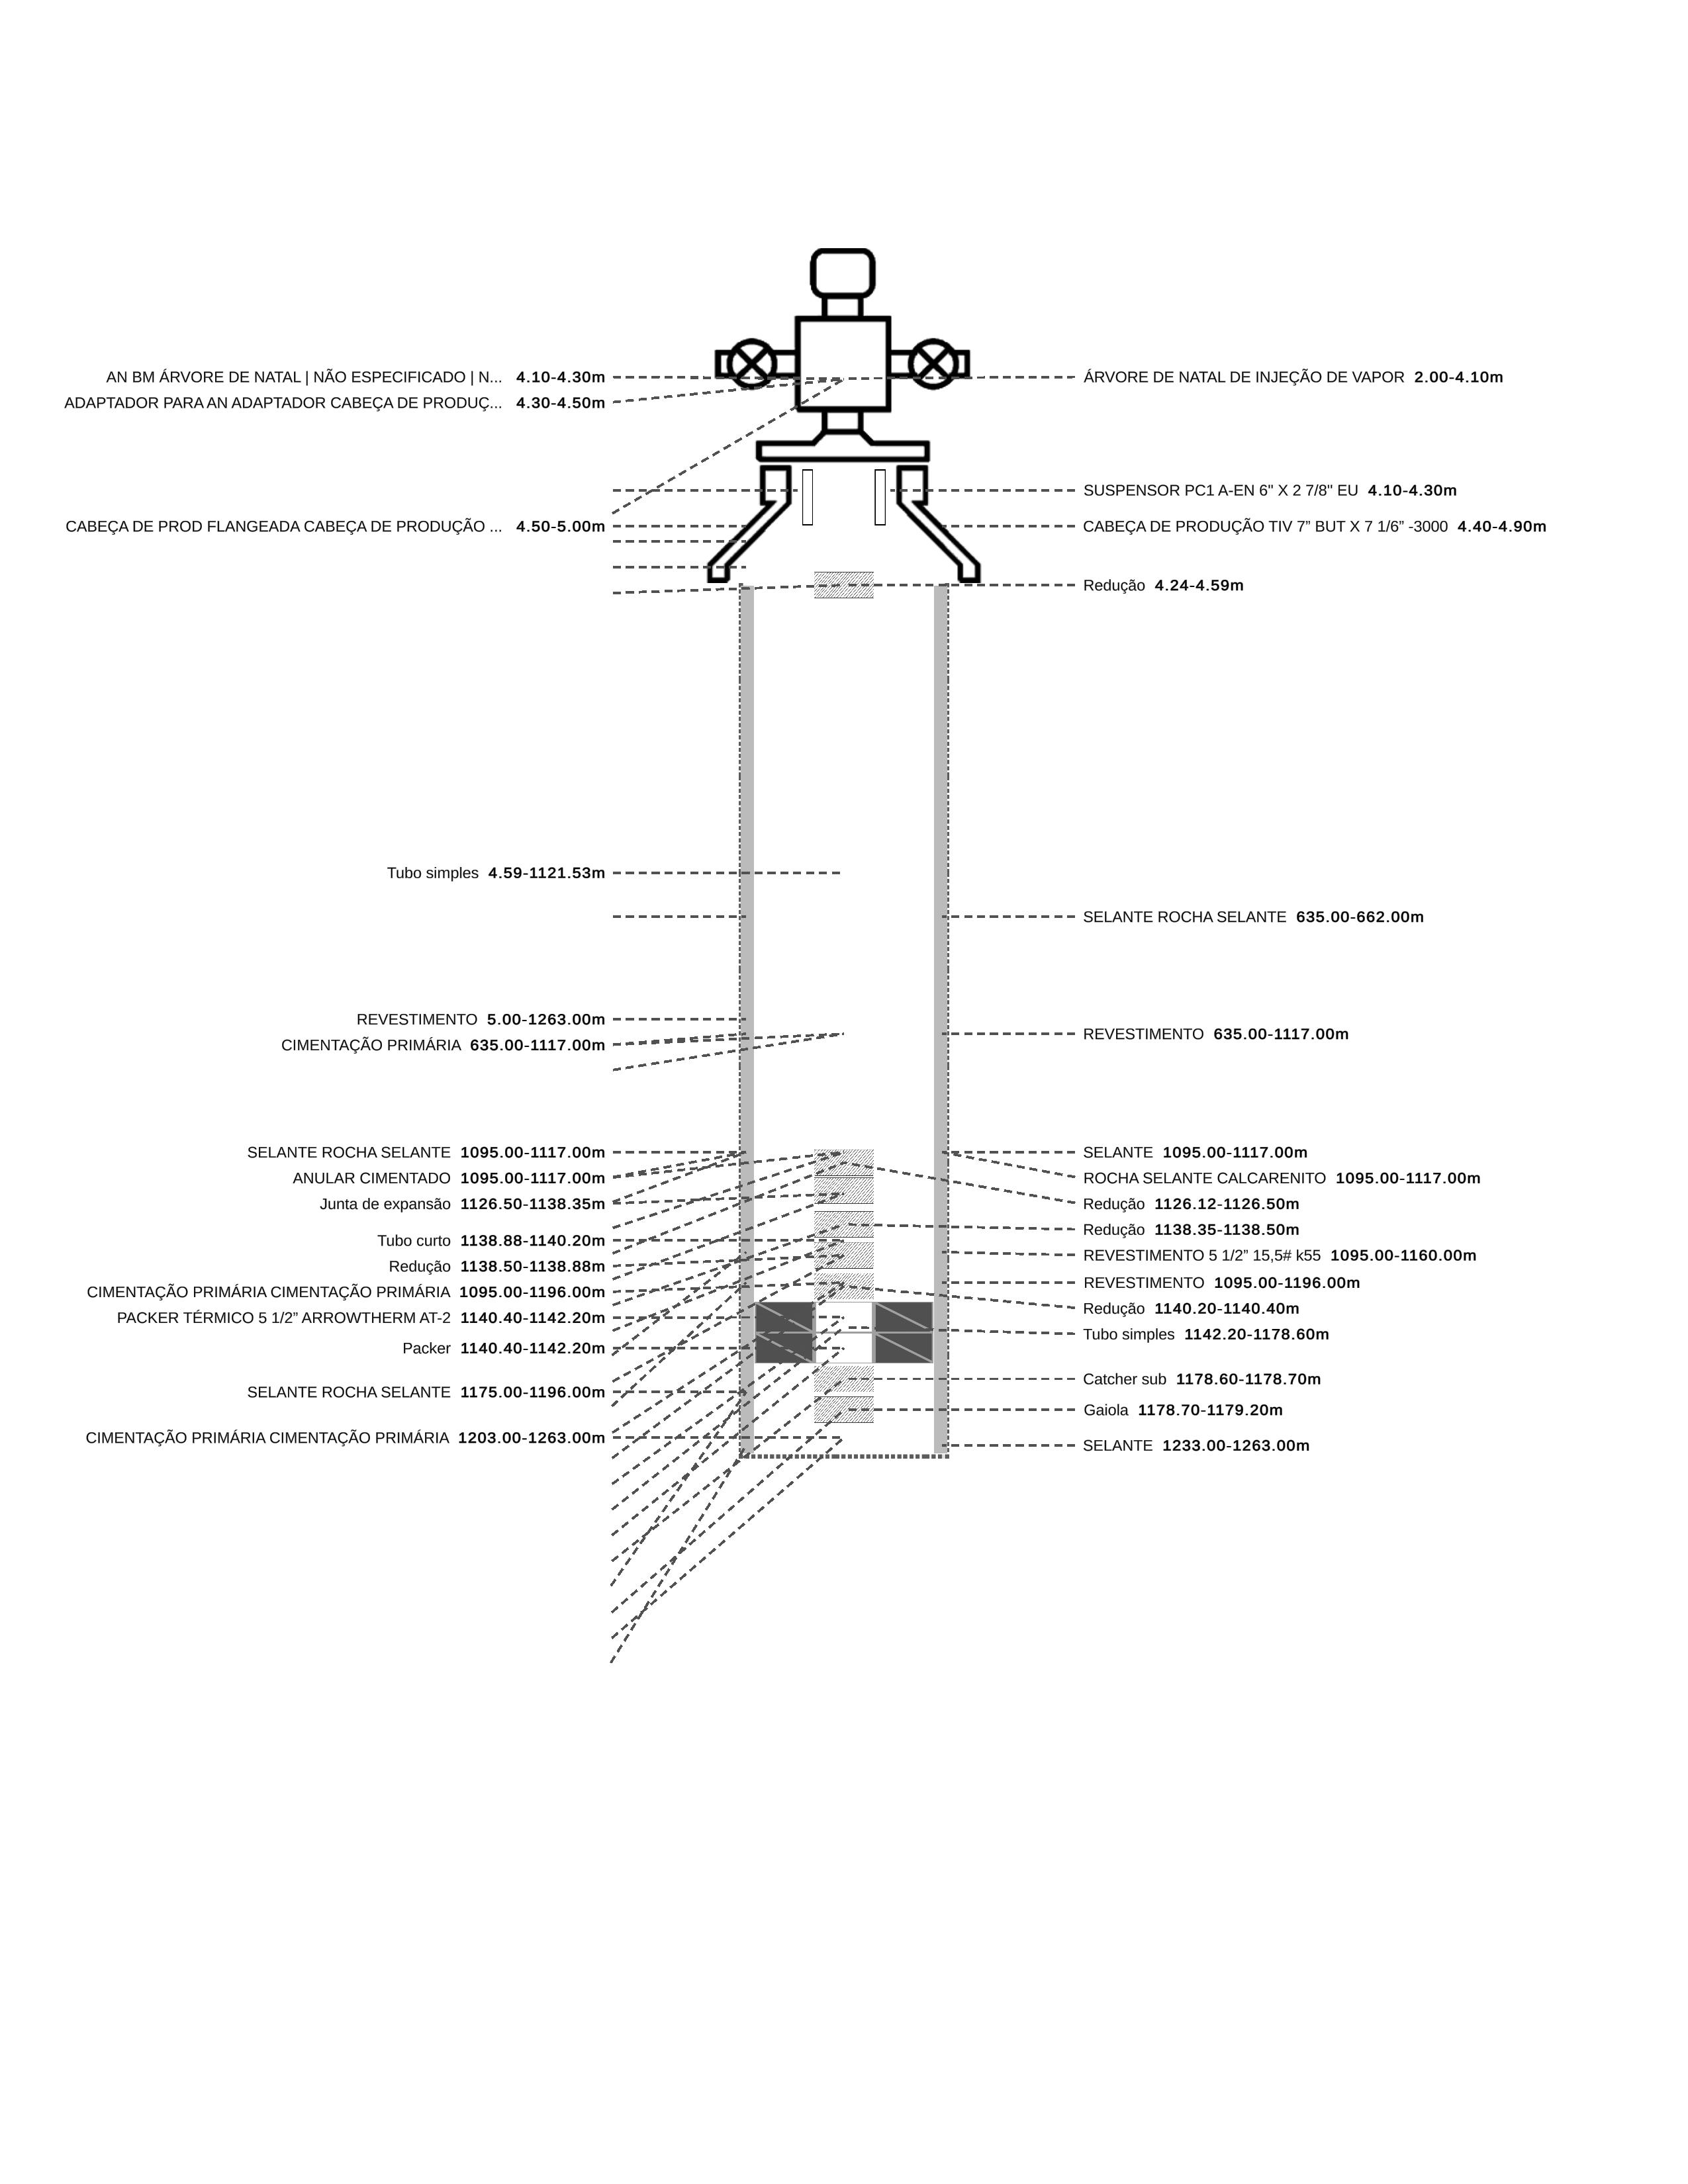 AN BM ÁRVORE DE NATAL | NÃO ESPECIFICADO | N... 4.10-4.30m
ÁRVORE DE NATAL DE INJEÇÃO DE VAPOR 2.00-4.10m
ADAPTADOR PARA AN ADAPTADOR CABEÇA DE PRODUÇ... 4.30-4.50m
SUSPENSOR PC1 A-EN 6" X 2 7/8" EU 4.10-4.30m
CABEÇA DE PROD FLANGEADA CABEÇA DE PRODUÇÃO ... 4.50-5.00m
CABEÇA DE PRODUÇÃO TIV 7” BUT X 7 1/6” -3000 4.40-4.90m
Redução 4.24-4.59m
Tubo simples 4.59-1121.53m
SELANTE ROCHA SELANTE 635.00-662.00m
REVESTIMENTO 5.00-1263.00m
REVESTIMENTO 635.00-1117.00m
CIMENTAÇÃO PRIMÁRIA 635.00-1117.00m
SELANTE ROCHA SELANTE 1095.00-1117.00m
SELANTE 1095.00-1117.00m
ANULAR CIMENTADO 1095.00-1117.00m
ROCHA SELANTE CALCARENITO 1095.00-1117.00m
Junta de expansão 1126.50-1138.35m
Redução 1126.12-1126.50m
Redução 1138.35-1138.50m
Tubo curto 1138.88-1140.20m
REVESTIMENTO 5 1/2” 15,5# k55 1095.00-1160.00m
Redução 1138.50-1138.88m
REVESTIMENTO 1095.00-1196.00m
CIMENTAÇÃO PRIMÁRIA CIMENTAÇÃO PRIMÁRIA 1095.00-1196.00m
Redução 1140.20-1140.40m
PACKER TÉRMICO 5 1/2” ARROWTHERM AT-2 1140.40-1142.20m
Tubo simples 1142.20-1178.60m
Packer 1140.40-1142.20m
Catcher sub 1178.60-1178.70m
SELANTE ROCHA SELANTE 1175.00-1196.00m
Gaiola 1178.70-1179.20m
CIMENTAÇÃO PRIMÁRIA CIMENTAÇÃO PRIMÁRIA 1203.00-1263.00m
SELANTE 1233.00-1263.00m